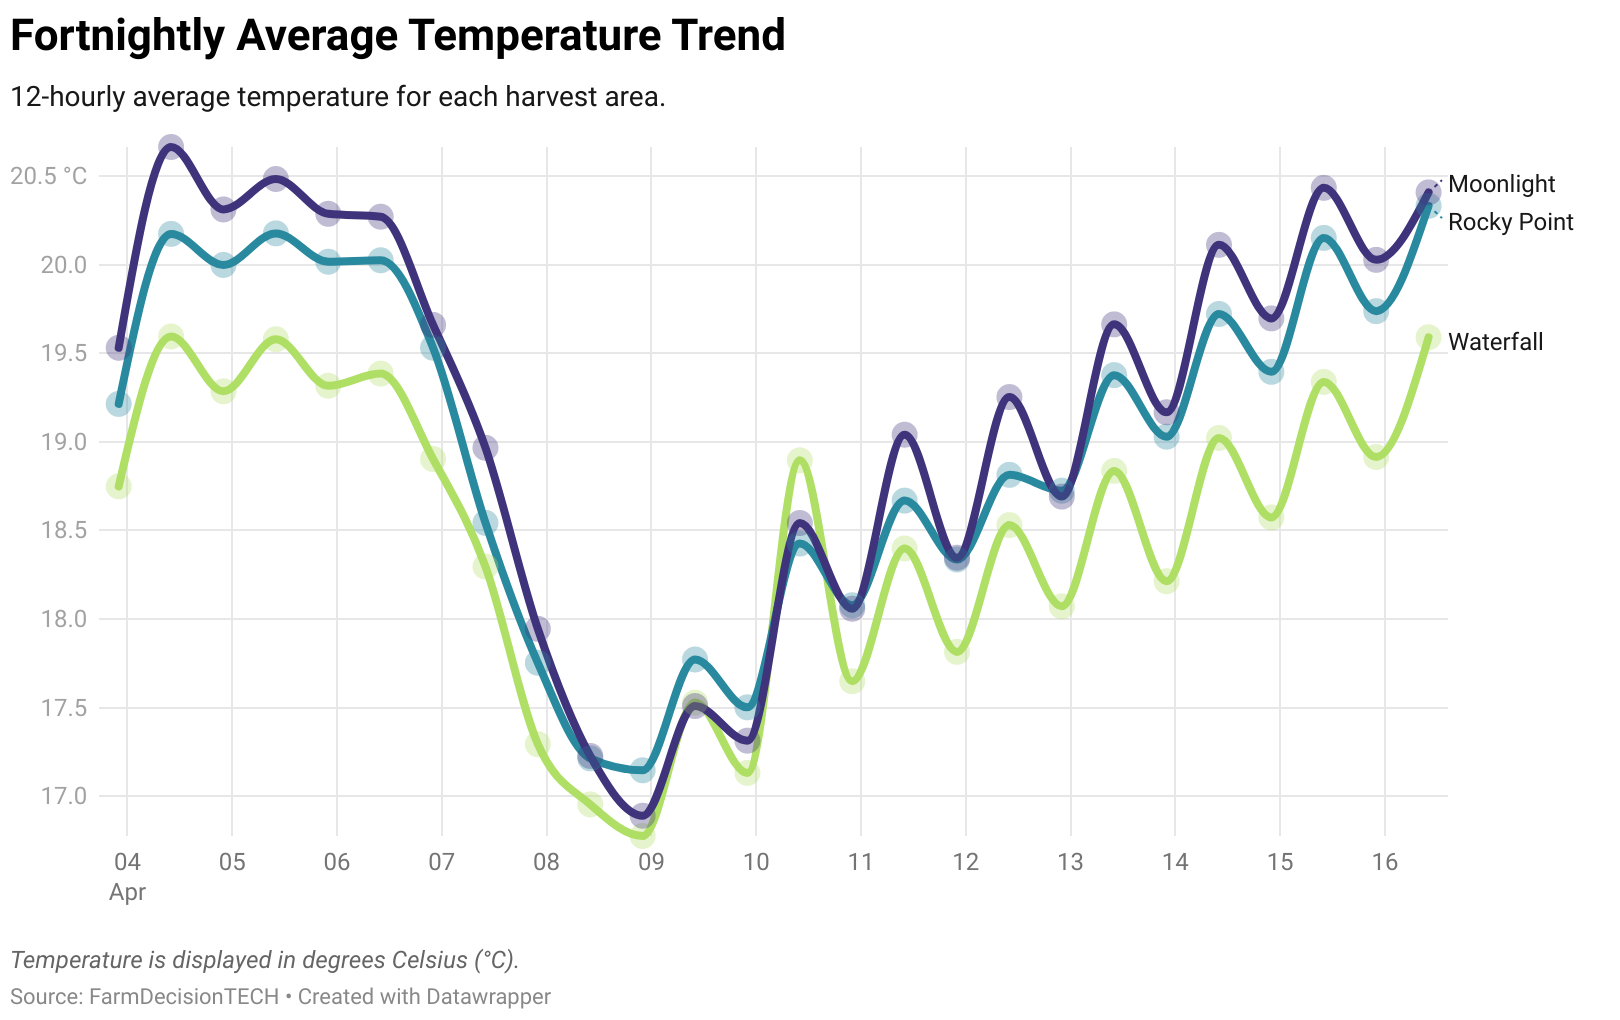 Fortnightly Average Temperature Trend
12-hourly average temperature for each harvest area.
20.5 °C
20.0
19.5
19.0
18.5
18.0
17.5
17.0
Moonlight
Rocky Point
Waterfall
04 05 06 07 08 09 10 11 12 13 14 15 16
Apr
Temperature is displayed in degrees Celsius (°C).
Source: FarmDecisionTECH • Created with Datawrapper